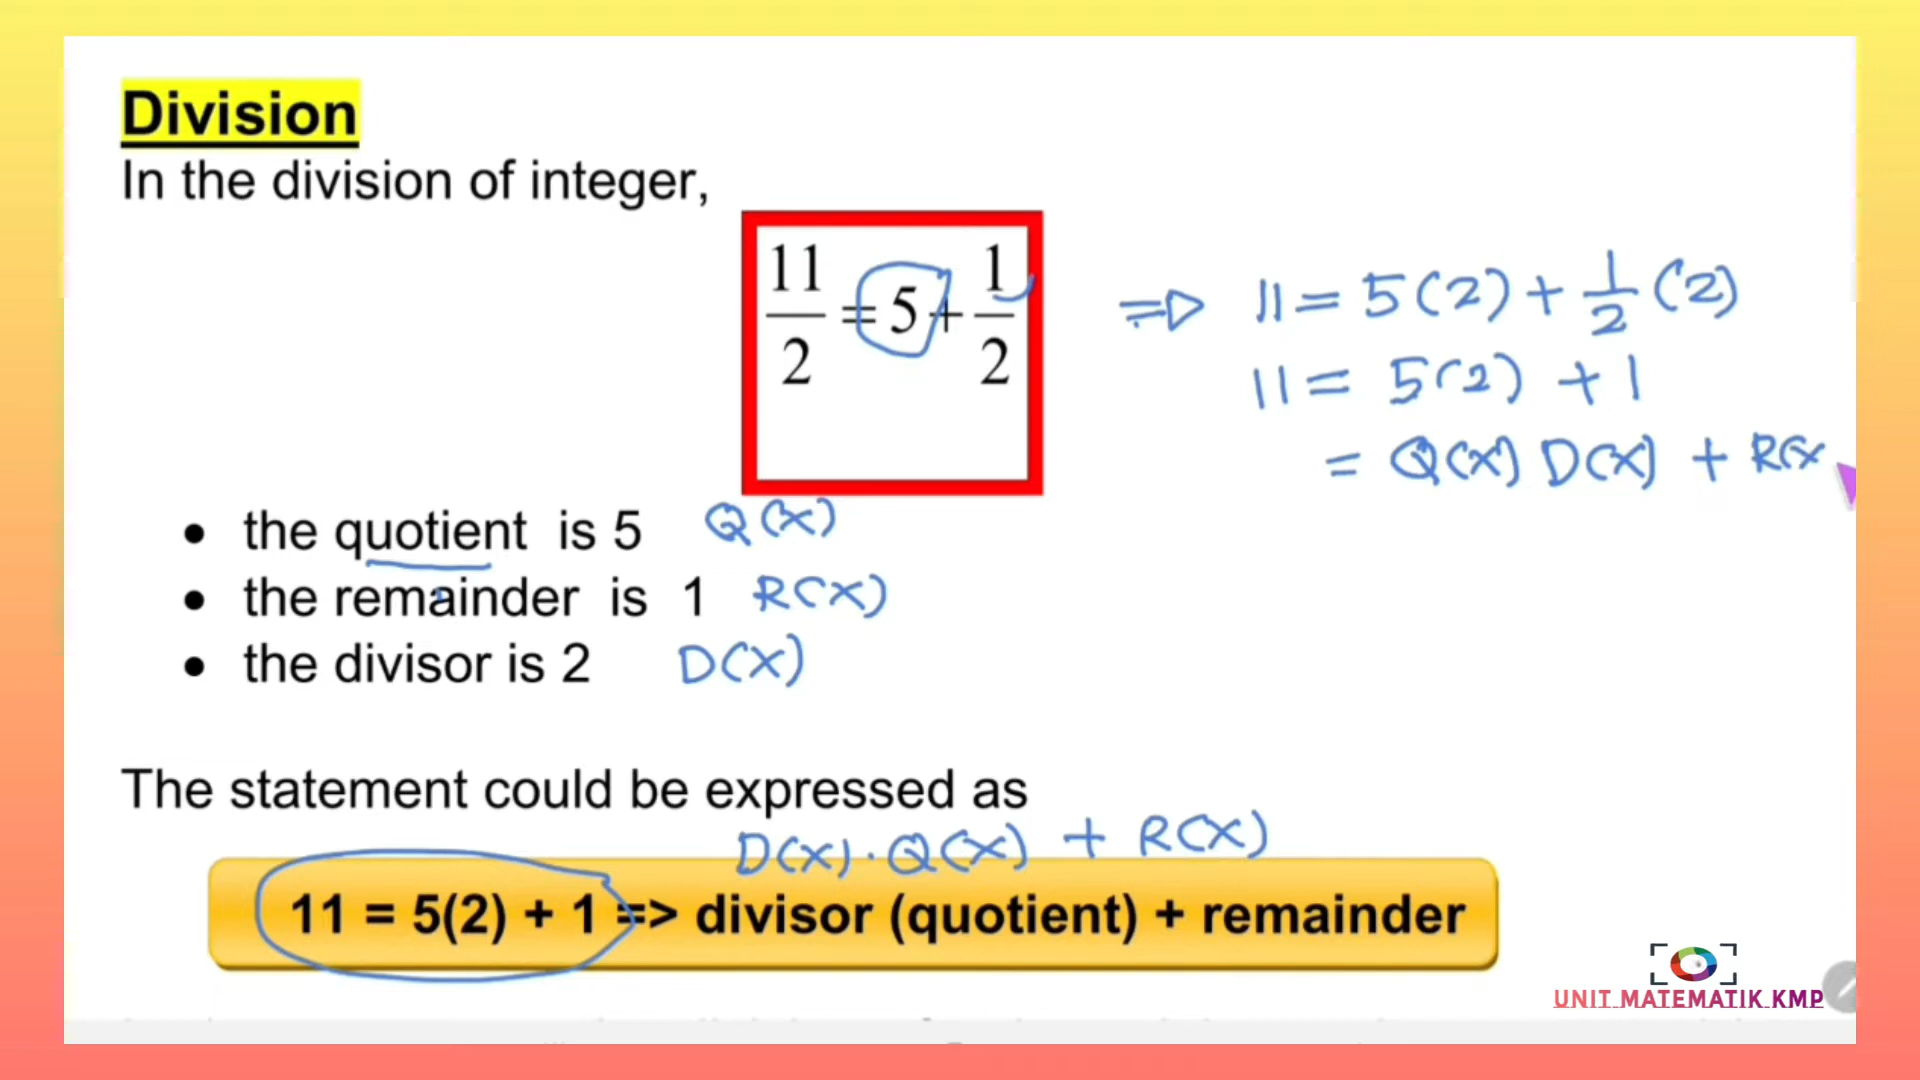 Division
In the division of integer,
11/2 = 5 + 1/2
=> 11 = 5(2) + 1/2 (2)
11 = 5(2) + 1
= Q(x) D(x) + R(x
• the quotient is 5 Q(x)
• the remainder is 1 R(x)
• the divisor is 2 D(x)
The statement could be expressed as
D(x) . Q(x) + R(x)
11 = 5(2) + 1 => divisor (quotient) + remainder
UNIT MATEMATIK KMP